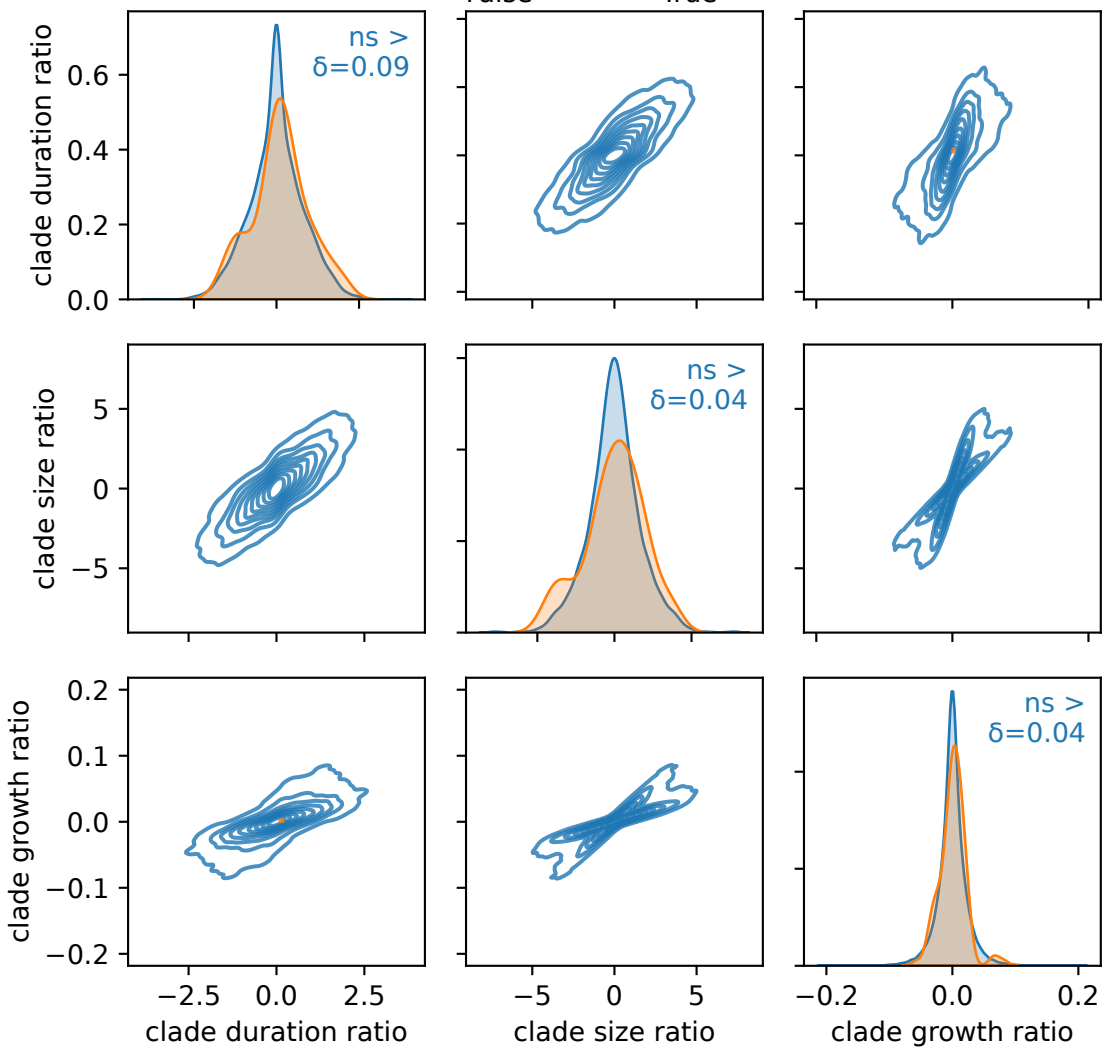 True
clade duration ratio
0.6
0.4
0.2
0.0
ns >
δ=0.09
clade size ratio
5
0
−5
ns >
δ=0.04
clade growth ratio
0.2
0.1
0.0
−0.1
−0.2
ns >
δ=0.04
−2.5 0.0 2.5
−5 0 5
−0.2 0.0 0.2
clade duration ratio
clade size ratio
clade growth ratio